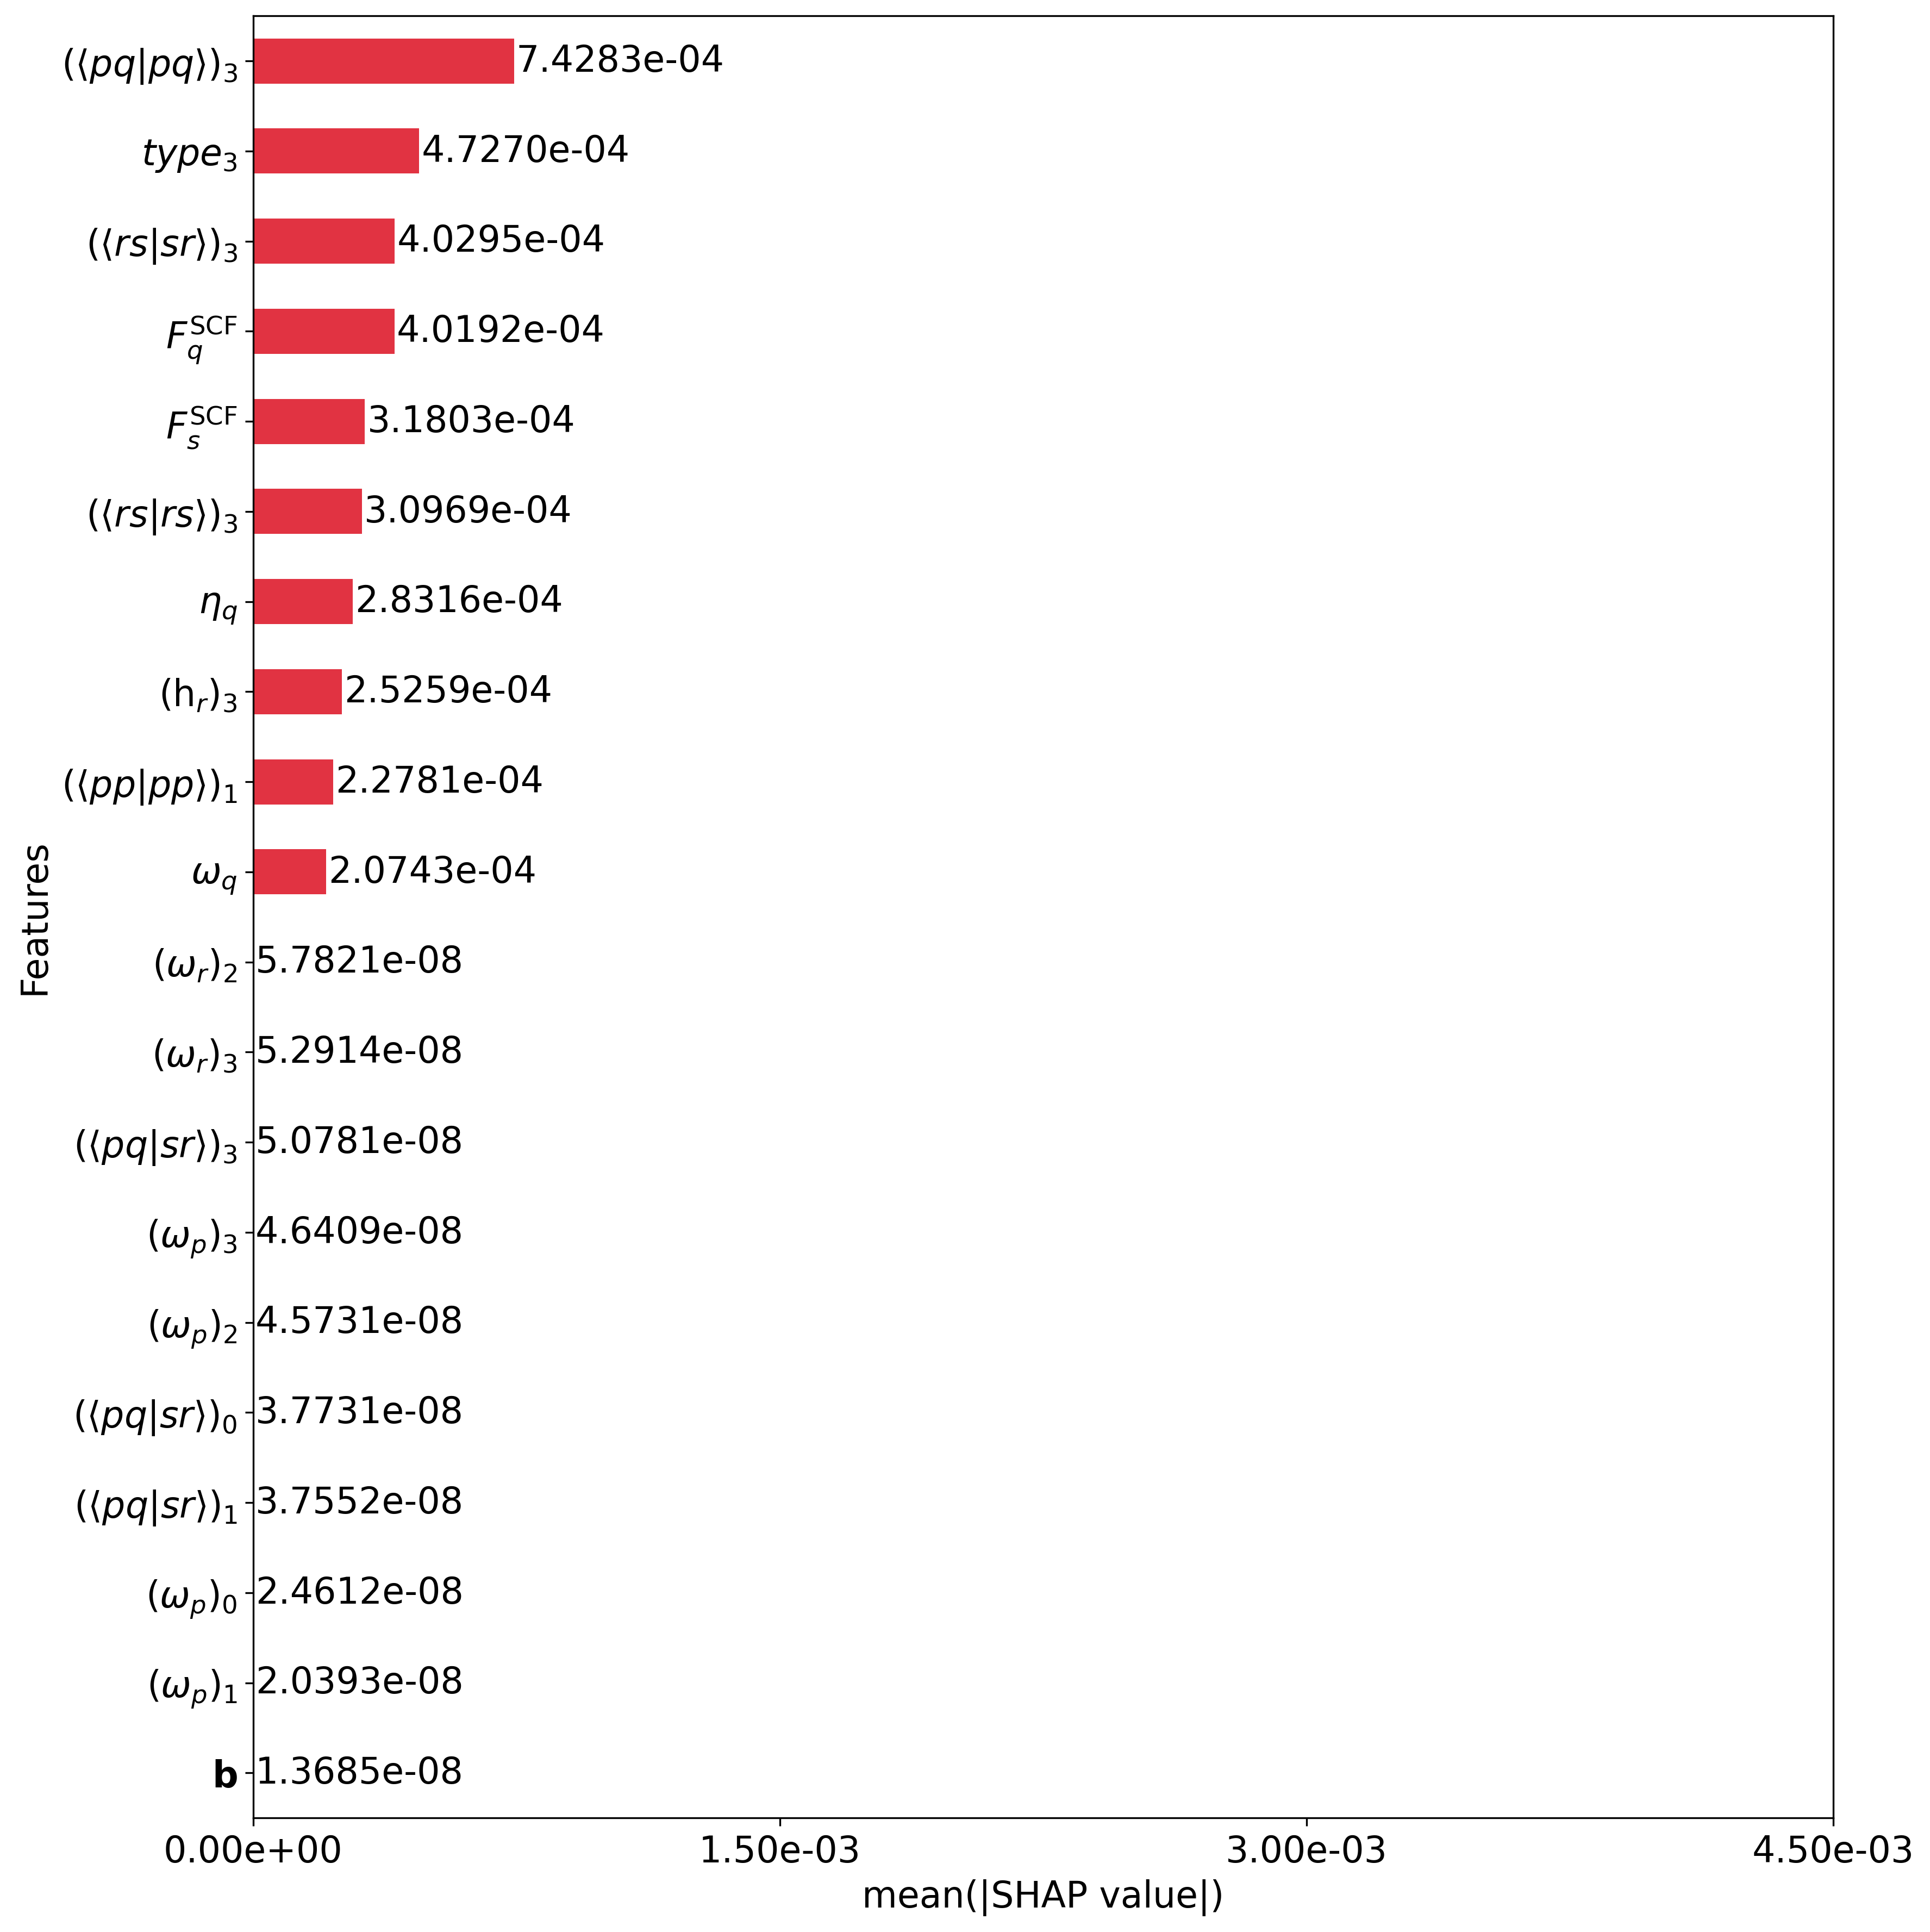 (⟨pq|pq⟩)₃ 7.4283e-04
type₃ 4.7270e-04
(⟨rs|sr⟩)₃ 4.0295e-04
F_q^SCF 4.0192e-04
F_s^SCF 3.1803e-04
(⟨rs|rs⟩)₃ 3.0969e-04
η_q 2.8316e-04
(h_r)₃ 2.5259e-04
(⟨pp|pp⟩)₁ 2.2781e-04
ω_q 2.0743e-04
(ω_r)₂ 5.7821e-08
(ω_r)₃ 5.2914e-08
(⟨pq|sr⟩)₃ 5.0781e-08
(ω_p)₃ 4.6409e-08
(ω_p)₂ 4.5731e-08
(⟨pq|sr⟩)₀ 3.7731e-08
(⟨pq|sr⟩)₁ 3.7552e-08
(ω_p)₀ 2.4612e-08
(ω_p)₁ 2.0393e-08
b 1.3685e-08
Features
0.00e+00 1.50e-03 3.00e-03 4.50e-03
mean(|SHAP value|)